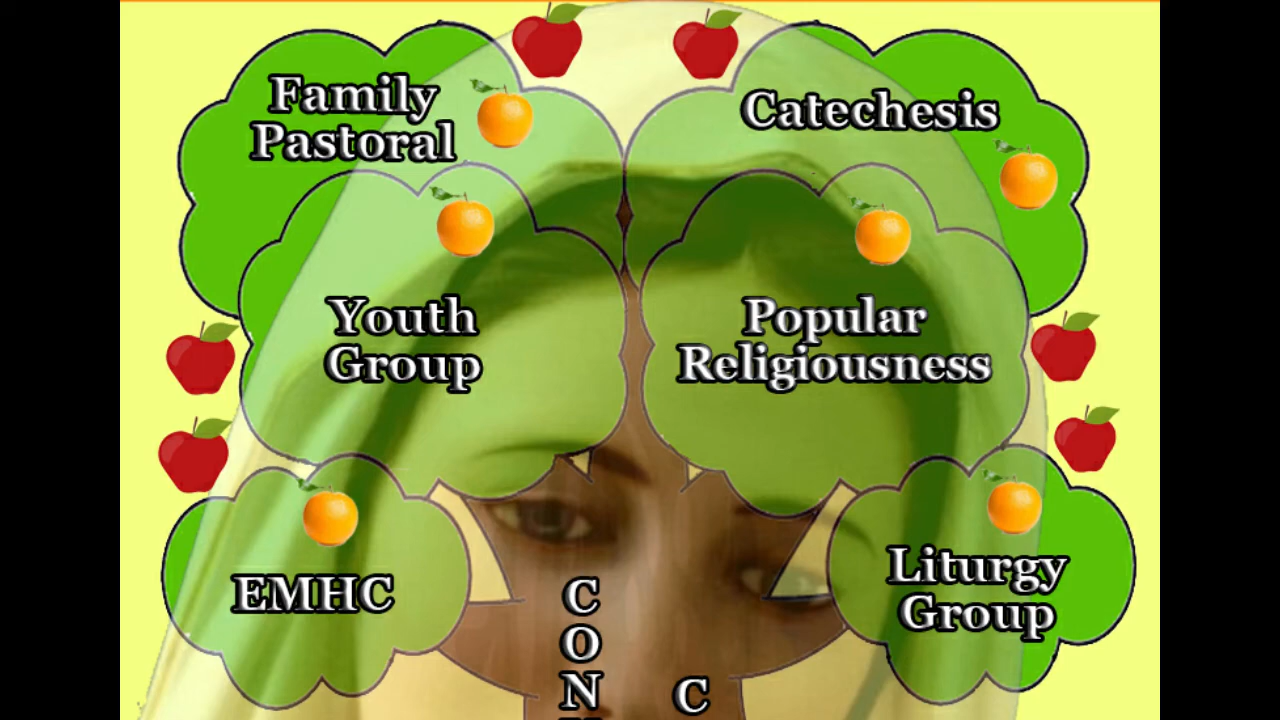 Family
Pastoral
Catechesis
Youth
Group
Popular
Religiousness
EMHC
Liturgy
Group
C
O
N
C